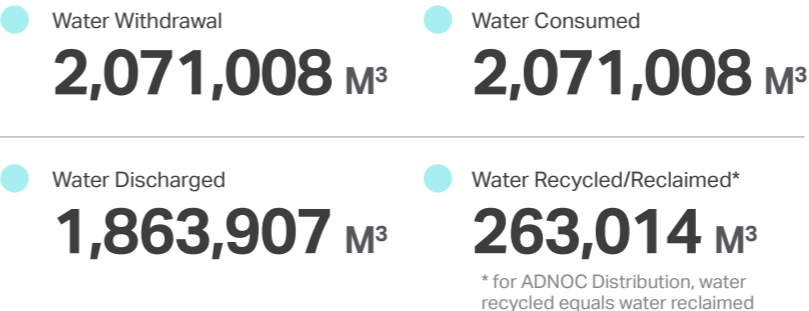 Water Withdrawal
2,071,008 M³
Water Consumed
2,071,008 M³
Water Discharged
1,863,907 M³
Water Recycled/Reclaimed*
263,014 M³
* for ADNOC Distribution, water
recycled equals water reclaimed